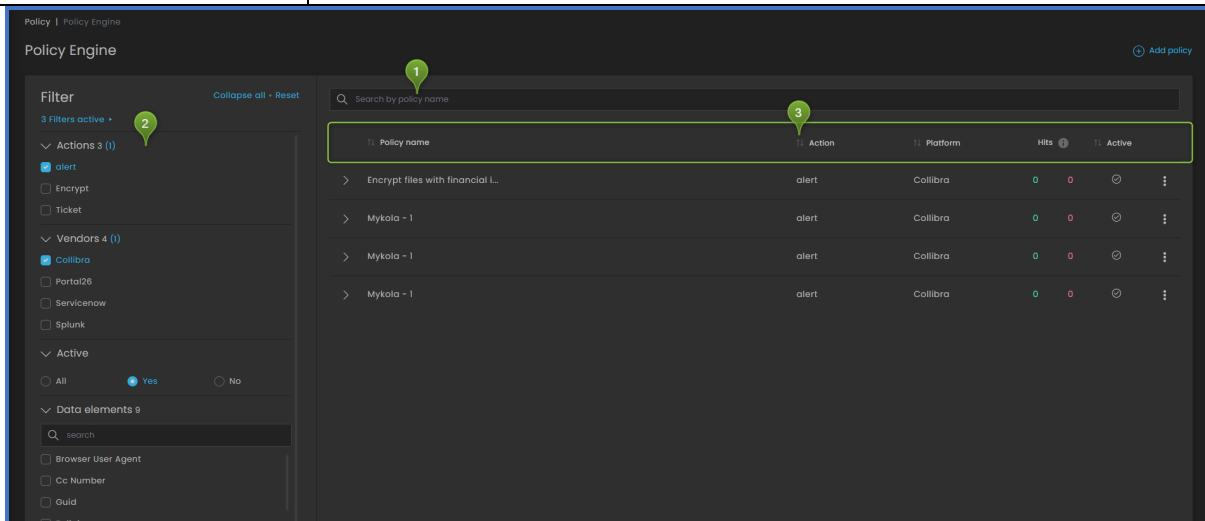 Policy | Policy Engine
Policy Engine
Add policy
1
Filter
Collapse all • Reset
Search by policy name
3 Filters active
2
3
Actions 3 (1)
Policy name
Action
Platform
Hits
Active
alert
Encrypt
Ticket
Encrypt files with financial i...
alert
Collibra
0
0
Mykola - 1
alert
Collibra
0
0
Vendors 4 (1)
Collibra
Portal26
Servicenow
Splunk
Mykola - 1
alert
Collibra
0
0
Mykola - 1
alert
Collibra
0
0
Active
All
Yes
No
Data elements 9
search
Browser User Agent
Cc Number
Guid